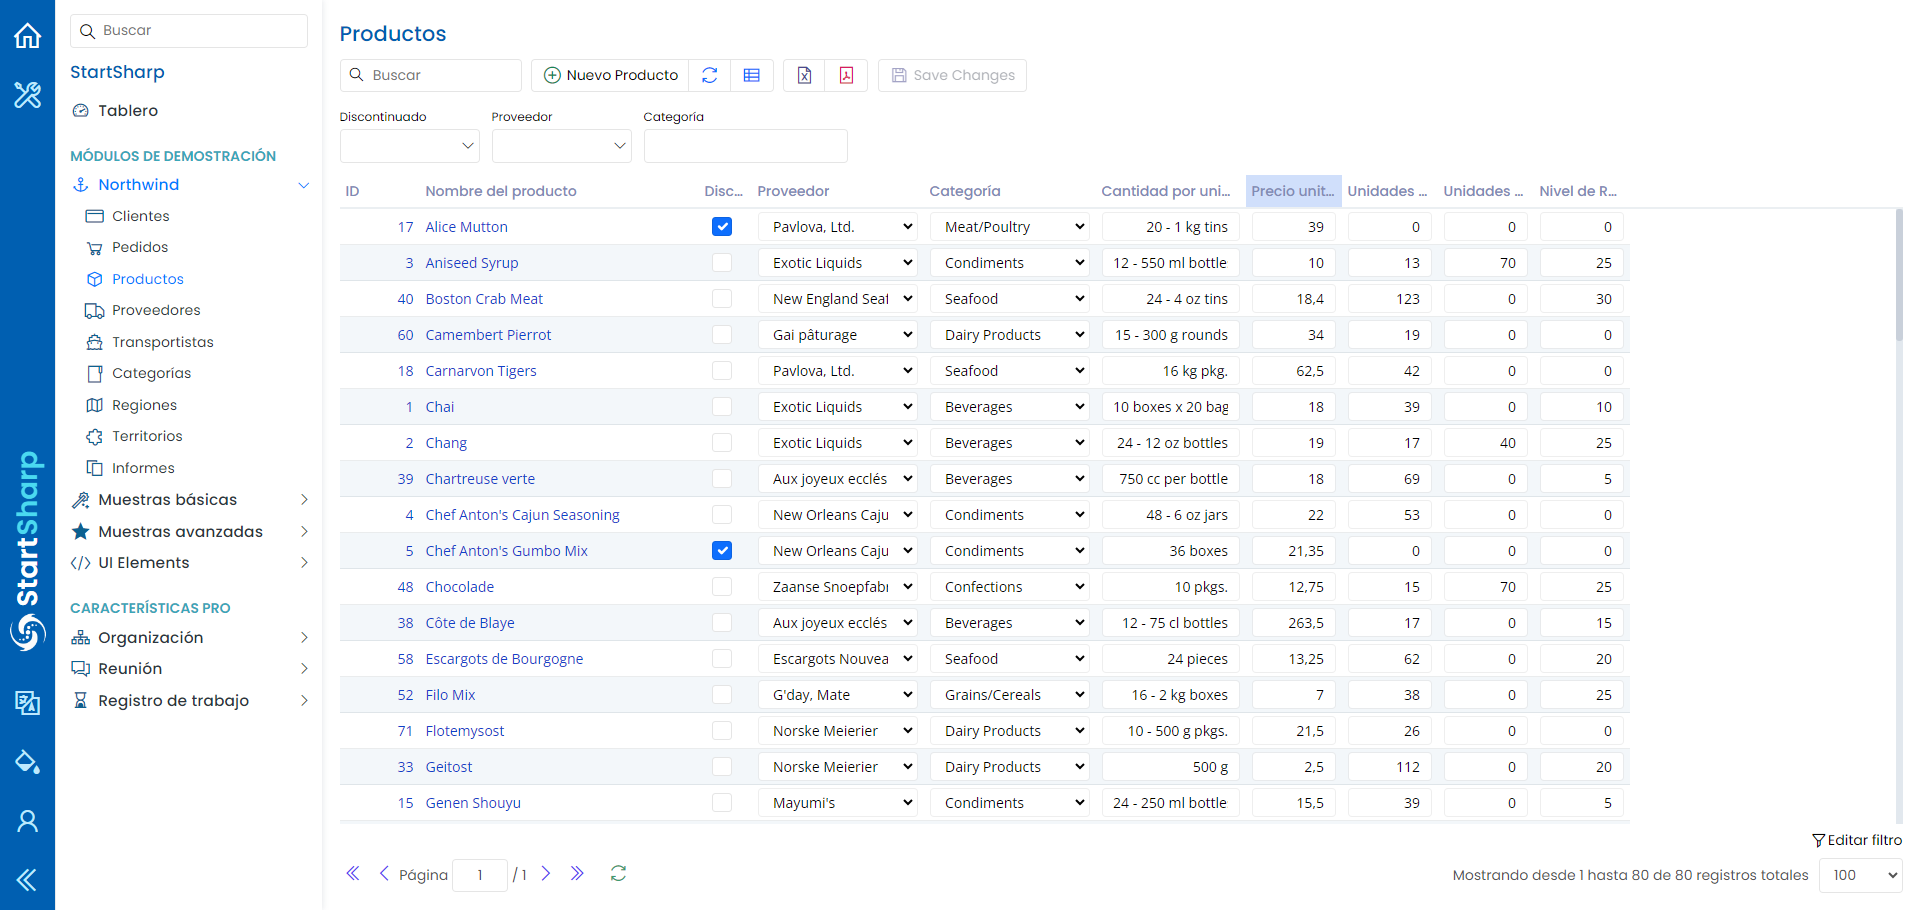 Buscar
StartSharp
Tablero
MÓDULOS DE DEMOSTRACIÓN
Northwind
Clientes
Pedidos
Productos
Proveedores
Transportistas
Categorías
Regiones
Territorios
Informes
Muestras básicas
Muestras avanzadas
UI Elements
CARACTERÍSTICAS PRO
Organización
Reunión
Registro de trabajo
StartSharp
Productos
Buscar Nuevo Producto Save Changes
Discontinuado Proveedor Categoría
ID Nombre del producto Disc... Proveedor Categoría Cantidad por uni... Precio unit... Unidades ... Unidades ... Nivel de R...
17 Alice Mutton Pavlova, Ltd. Meat/Poultry 20 - 1 kg tins 39 0 0 0
3 Aniseed Syrup Exotic Liquids Condiments 12 - 550 ml bottle 10 13 70 25
40 Boston Crab Meat New England Seaf Seafood 24 - 4 oz tins 18,4 123 0 30
60 Camembert Pierrot Gai pâturage Dairy Products 15 - 300 g rounds 34 19 0 0
18 Carnarvon Tigers Pavlova, Ltd. Seafood 16 kg pkg. 62,5 42 0 0
1 Chai Exotic Liquids Beverages 10 boxes x 20 bag 18 39 0 10
2 Chang Exotic Liquids Beverages 24 - 12 oz bottles 19 17 40 25
39 Chartreuse verte Aux joyeux ecclés Beverages 750 cc per bottle 18 69 0 5
4 Chef Anton's Cajun Seasoning New Orleans Caju Condiments 48 - 6 oz jars 22 53 0 0
5 Chef Anton's Gumbo Mix New Orleans Caju Condiments 36 boxes 21,35 0 0 0
48 Chocolade Zaanse Snoepfabri Confections 10 pkgs. 12,75 15 70 25
38 Côte de Blaye Aux joyeux ecclés Beverages 12 - 75 cl bottles 263,5 17 0 15
58 Escargots de Bourgogne Escargots Nouvea Seafood 24 pieces 13,25 62 0 20
52 Filo Mix G'day, Mate Grains/Cereals 16 - 2 kg boxes 7 38 0 25
71 Flotemysost Norske Meierier Dairy Products 10 - 500 g pkgs. 21,5 26 0 0
33 Geitost Norske Meierier Dairy Products 500 g 2,5 112 0 20
15 Genen Shouyu Mayumi's Condiments 24 - 250 ml bottle 15,5 39 0 5
Editar filtro
Página 1 / 1
Mostrando desde 1 hasta 80 de 80 registros totales 100